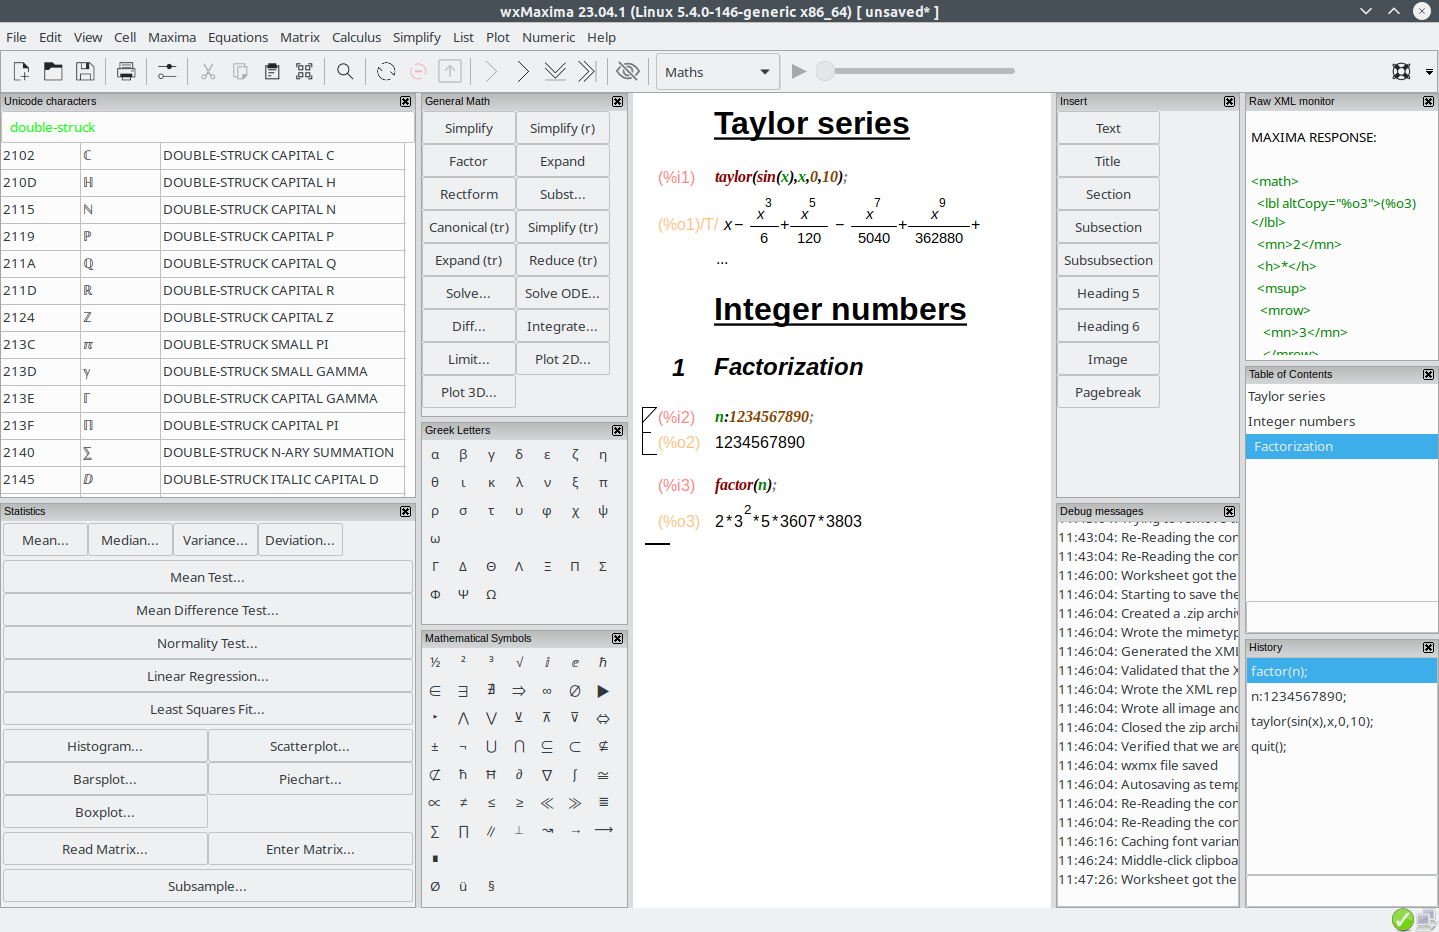 wxMaxima 23.04.1 (Linux 5.4.0-146-generic x86_64) [ unsaved* ]
File Edit View Cell Maxima Equations Matrix Calculus Simplify List Plot Numeric Help
Maths
Unicode characters
double-struck
2102 ℂ DOUBLE-STRUCK CAPITAL C
210D ℍ DOUBLE-STRUCK CAPITAL H
2115 ℕ DOUBLE-STRUCK CAPITAL N
2119 ℙ DOUBLE-STRUCK CAPITAL P
211A ℚ DOUBLE-STRUCK CAPITAL Q
211D ℝ DOUBLE-STRUCK CAPITAL R
2124 ℤ DOUBLE-STRUCK CAPITAL Z
213C ℼ DOUBLE-STRUCK SMALL PI
213D ℽ DOUBLE-STRUCK SMALL GAMMA
213E ℾ DOUBLE-STRUCK CAPITAL GAMMA
213F ℿ DOUBLE-STRUCK CAPITAL PI
2140 ⅀ DOUBLE-STRUCK N-ARY SUMMATION
2145 ⅅ DOUBLE-STRUCK ITALIC CAPITAL D
Statistics
Mean... Median... Variance... Deviation...
Mean Test...
Mean Difference Test...
Normality Test...
Linear Regression...
Least Squares Fit...
Histogram... Scatterplot...
Barsplot... Piechart...
Boxplot...
Read Matrix... Enter Matrix...
Subsample...
General Math
Simplify Simplify (r)
Factor Expand
Rectform Subst...
Canonical (tr) Simplify (tr)
Expand (tr) Reduce (tr)
Solve... Solve ODE...
Diff... Integrate...
Limit... Plot 2D...
Plot 3D...
Greek Letters
α β γ δ ε ζ η
θ ι κ λ ν ξ π
ρ σ τ υ φ χ ψ
ω
Γ Δ Θ Λ Ξ Π Σ
Φ Ψ Ω
Mathematical Symbols
½ ² ³ √ ⅈ ⅇ ħ
∈ ∃ ∄ ⇒ ∞ ∅ ▶
‣ ⋀ ⋁ ⊻ ⊼ ⊽ ⇔
± ¬ ⋃ ⋂ ⊆ ⊂ ⊈
⊄ ħ Ħ ∂ ∇ ∫ ≅
∝ ≠ ≤ ≥ ≪ ≫ ≣
∑ ∏ ∥ ⟂ ↝ → ⟶
∎
Ø ü §
Taylor series
(%i1) taylor(sin(x),x,0,10);
(%o1)/T/ x − x^3/6 + x^5/120 − x^7/5040 + x^9/362880 +
...
Integer numbers
1 Factorization
(%i2) n:1234567890;
(%o2) 1234567890
(%i3) factor(n);
(%o3) 2*3^2*5*3607*3803
Insert
Text
Title
Section
Subsection
Subsubsection
Heading 5
Heading 6
Image
Pagebreak
Debug messages
11:43:04: Re-Reading the con
11:43:04: Re-Reading the con
11:46:00: Worksheet got the
11:46:04: Starting to save the
11:46:04: Created a .zip archiv
11:46:04: Wrote the mimetyp
11:46:04: Generated the XML
11:46:04: Validated that the X
11:46:04: Wrote the XML rep
11:46:04: Wrote all image and
11:46:04: Closed the zip archi
11:46:04: Verified that we are
11:46:04: wxmx file saved
11:46:04: Autosaving as temp
11:46:04: Re-Reading the con
11:46:04: Re-Reading the con
11:46:16: Caching font varian
11:46:24: Middle-click clipboa
11:47:26: Worksheet got the
Raw XML monitor
MAXIMA RESPONSE:
<math>
<lbl altCopy="%o3">(%o3)
</lbl>
<mn>2</mn>
<h>*</h>
<msup>
<mrow>
<mn>3</mn>
</mrow>
Table of Contents
Taylor series
Integer numbers
Factorization
History
factor(n);
n:1234567890;
taylor(sin(x),x,0,10);
quit();